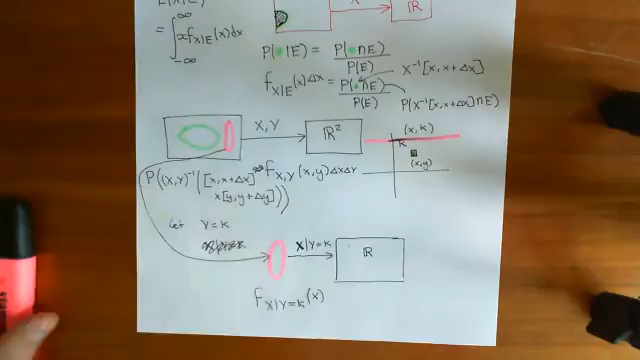 = ∫_{-∞}^{∞} x f_{X|E}(x) dx
X
ℝ
P(•|E) = P(•∩E) / P(E)
f_{X|E}(x) Δx = P(•∩E) / P(E)
X⁻¹[x, x+Δx]
P(X⁻¹[x, x+Δx]∩E)
X,Y
ℝ²
(x, k)
k
(x,y)
P((X,Y)⁻¹([x, x+Δx] × [y, y+Δy])) = f_{X,Y}(x,y) ΔxΔy
let Y=k
X|Y=k
ℝ
f_{X|Y=k}(x)